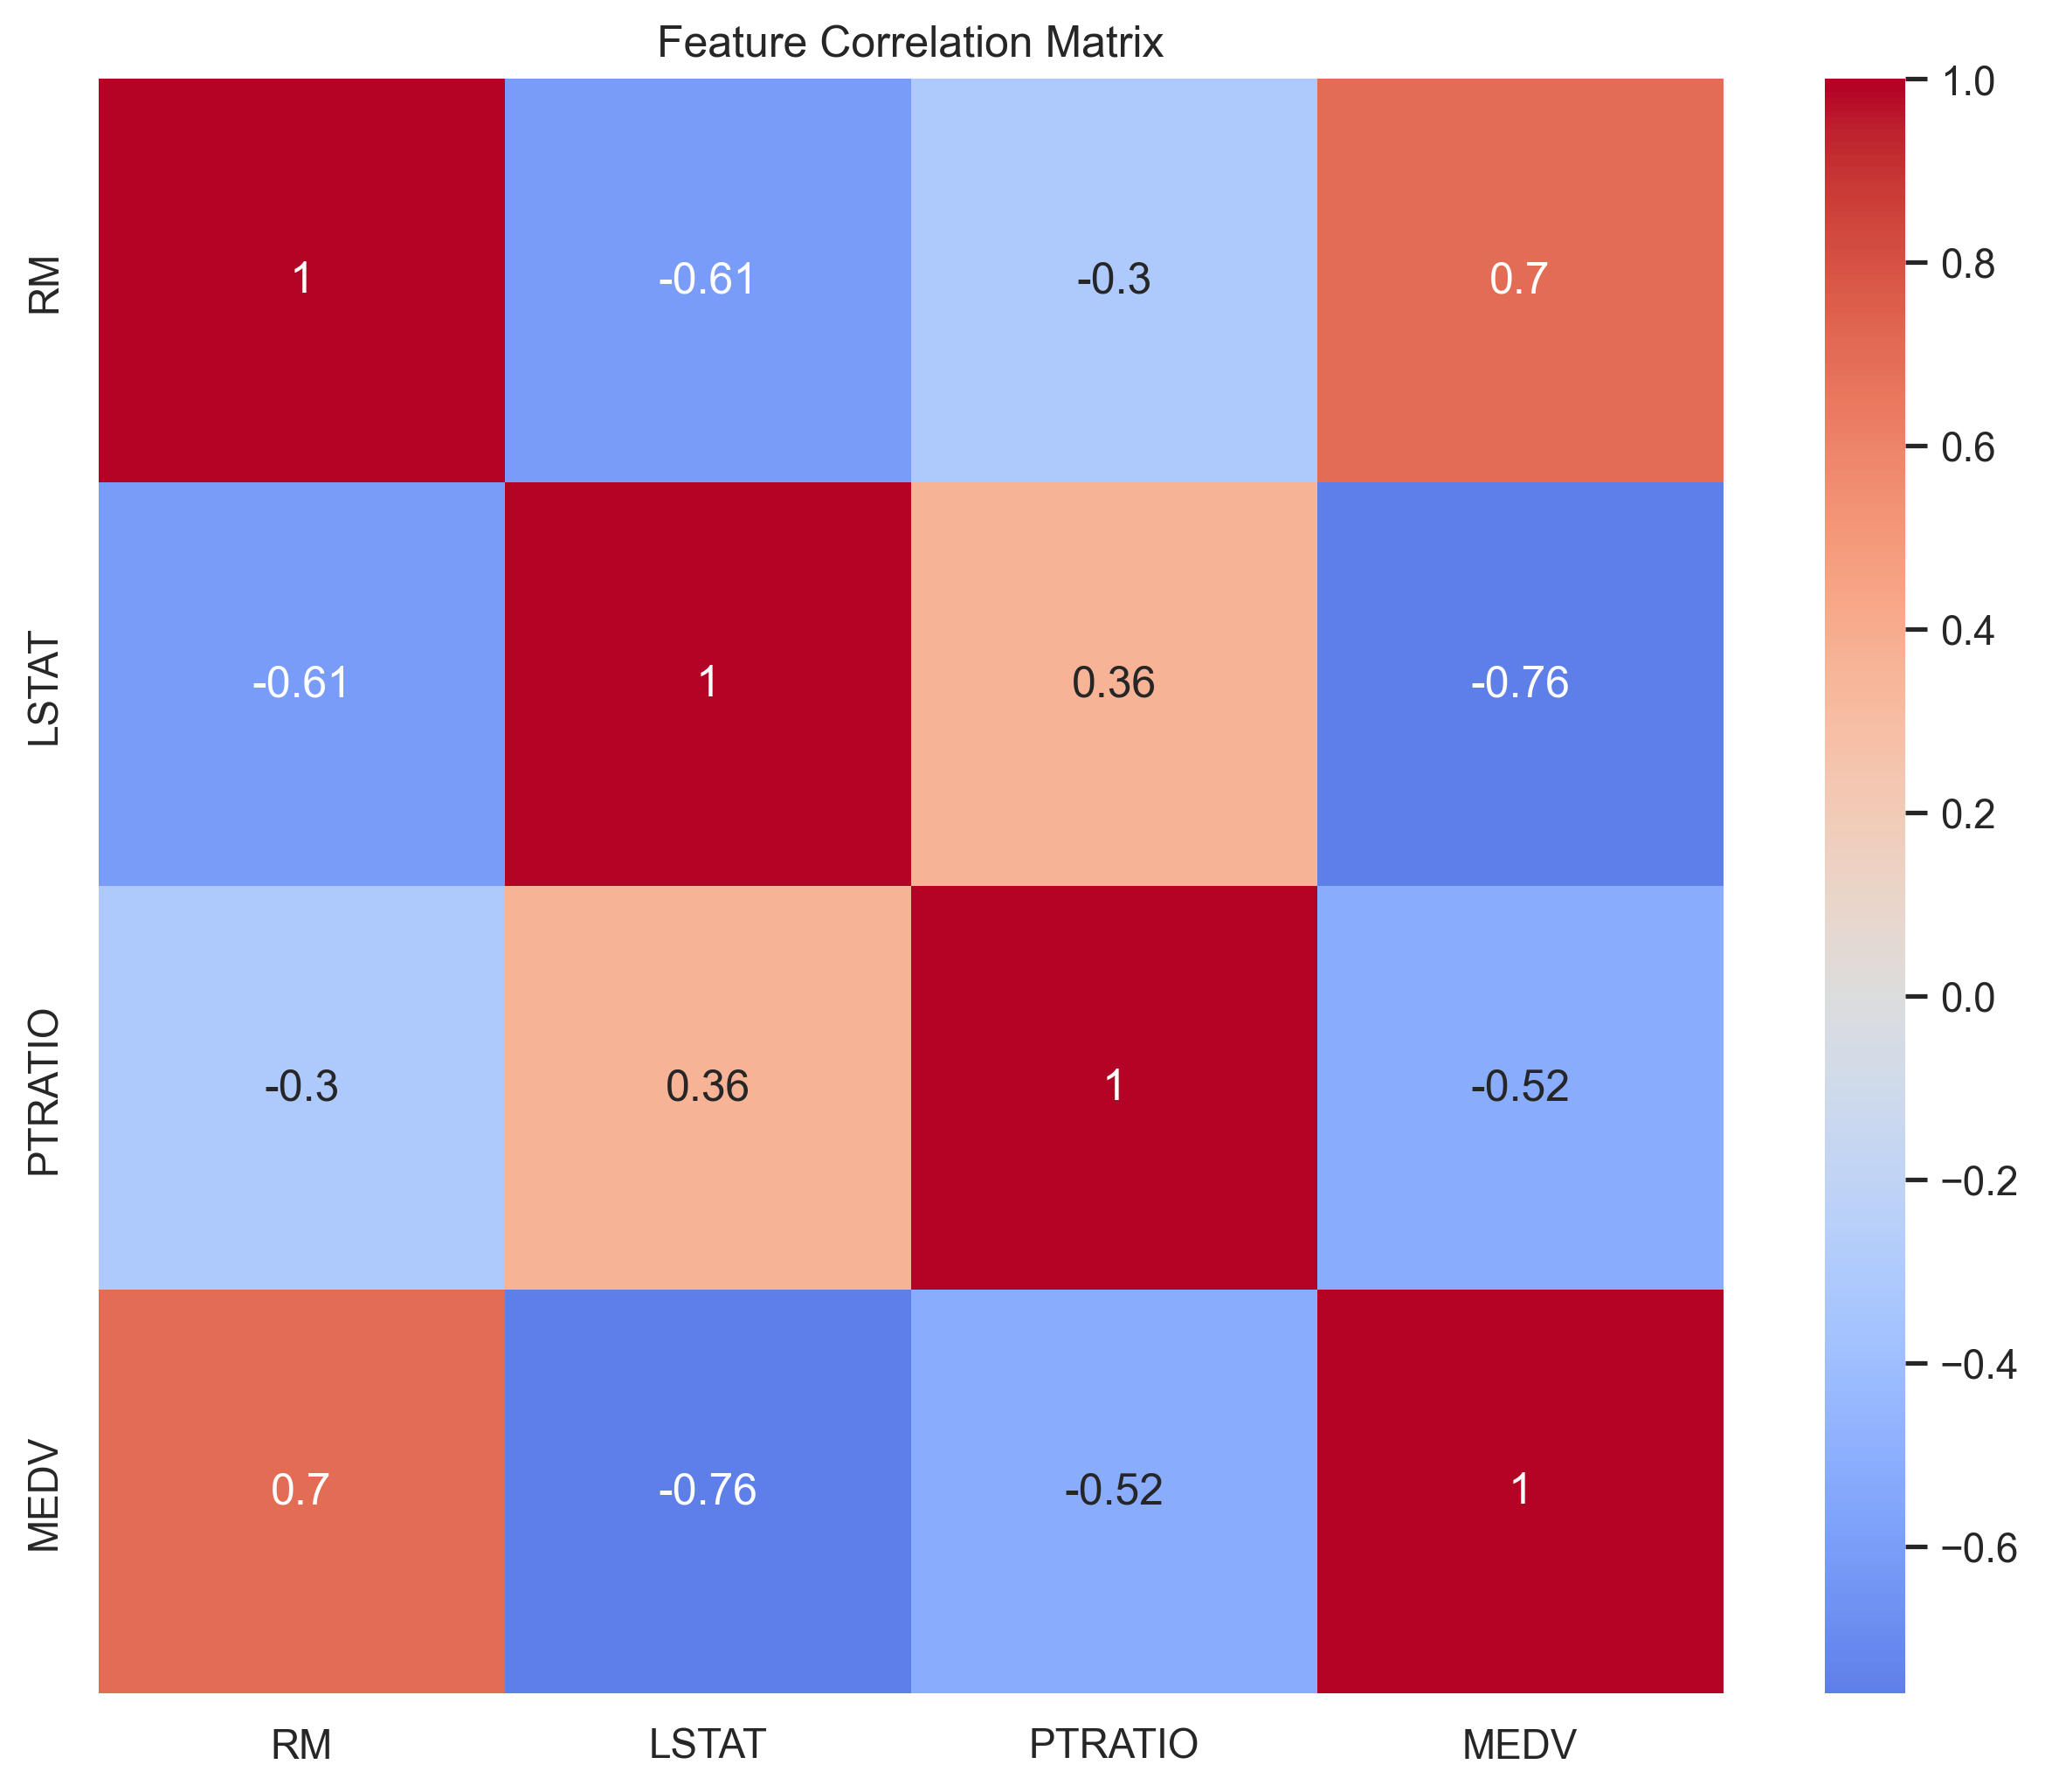 Feature Correlation Matrix
RM 1 -0.61 -0.3 0.7
LSTAT -0.61 1 0.36 -0.76
PTRATIO -0.3 0.36 1 -0.52
MEDV 0.7 -0.76 -0.52 1
RM LSTAT PTRATIO MEDV
1.0
0.8
0.6
0.4
0.2
0.0
−0.2
−0.4
−0.6